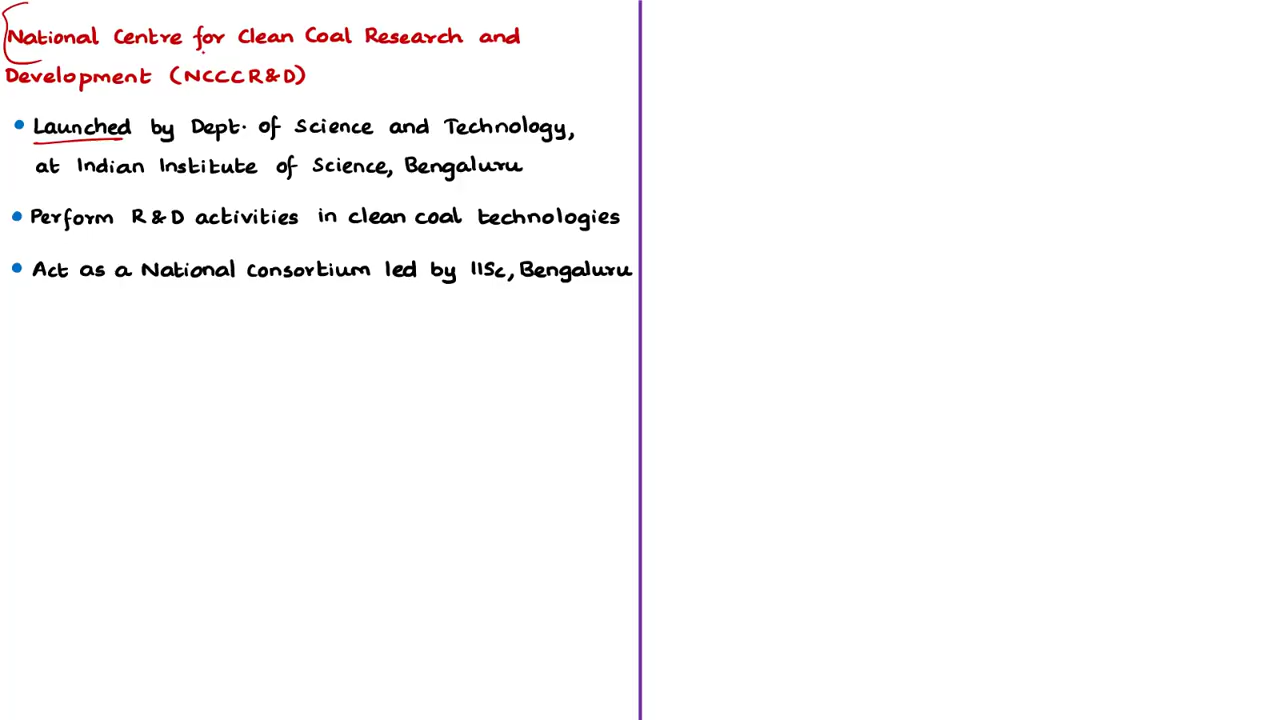 National Centre for Clean Coal Research and
Development (NCCCR&D)
• Launched by Dept. of Science and Technology,
at Indian Institute of Science, Bengaluru
• Perform R&D activities in clean coal technologies
• Act as a National Consortium led by IISc, Bengaluru